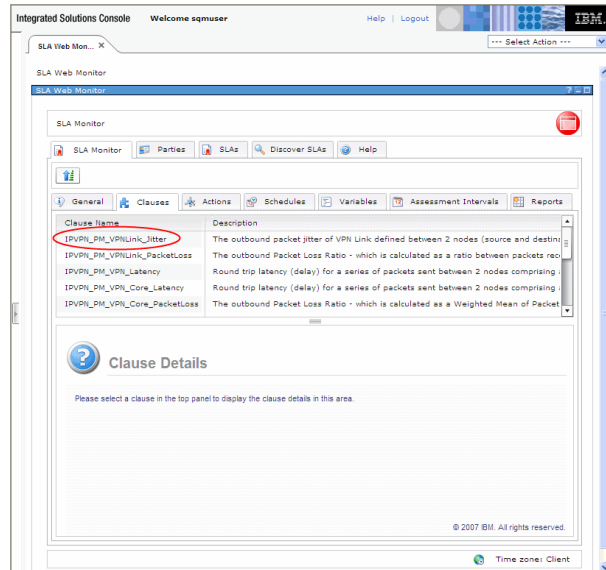 Integrated Solutions Console Welcome sqmuser Help | Logout IBM.
SLA Web Mon... X --- Select Action ---
SLA Web Monitor
SLA Web Monitor
SLA Monitor
SLA Monitor Parties SLAs Discover SLAs Help
General Clauses Actions Schedules Variables Assessment Intervals Reports
Clause Name Description
IPVPN_PM_VPNLink_Jitter The outbound packet jitter of VPN Link defined between 2 nodes (source and destina
IPVPN_PM_VPNLink_PacketLoss The outbound Packet Loss Ratio - which is calculated as a ratio between packets rec
IPVPN_PM_VPN_Latency Round trip latency (delay) for a series of packets sent between 2 nodes comprising
IPVPN_PM_VPN_Core_Latency Round trip latency (delay) for a series of packets sent between 2 nodes comprising
IPVPN_PM_VPN_Core_PacketLoss The outbound Packet Loss Ratio - which is calculated as a Weighted Mean of Packet
Clause Details
Please select a clause in the top panel to display the clause details in this area.
© 2007 IBM. All rights reserved.
Time zone: Client